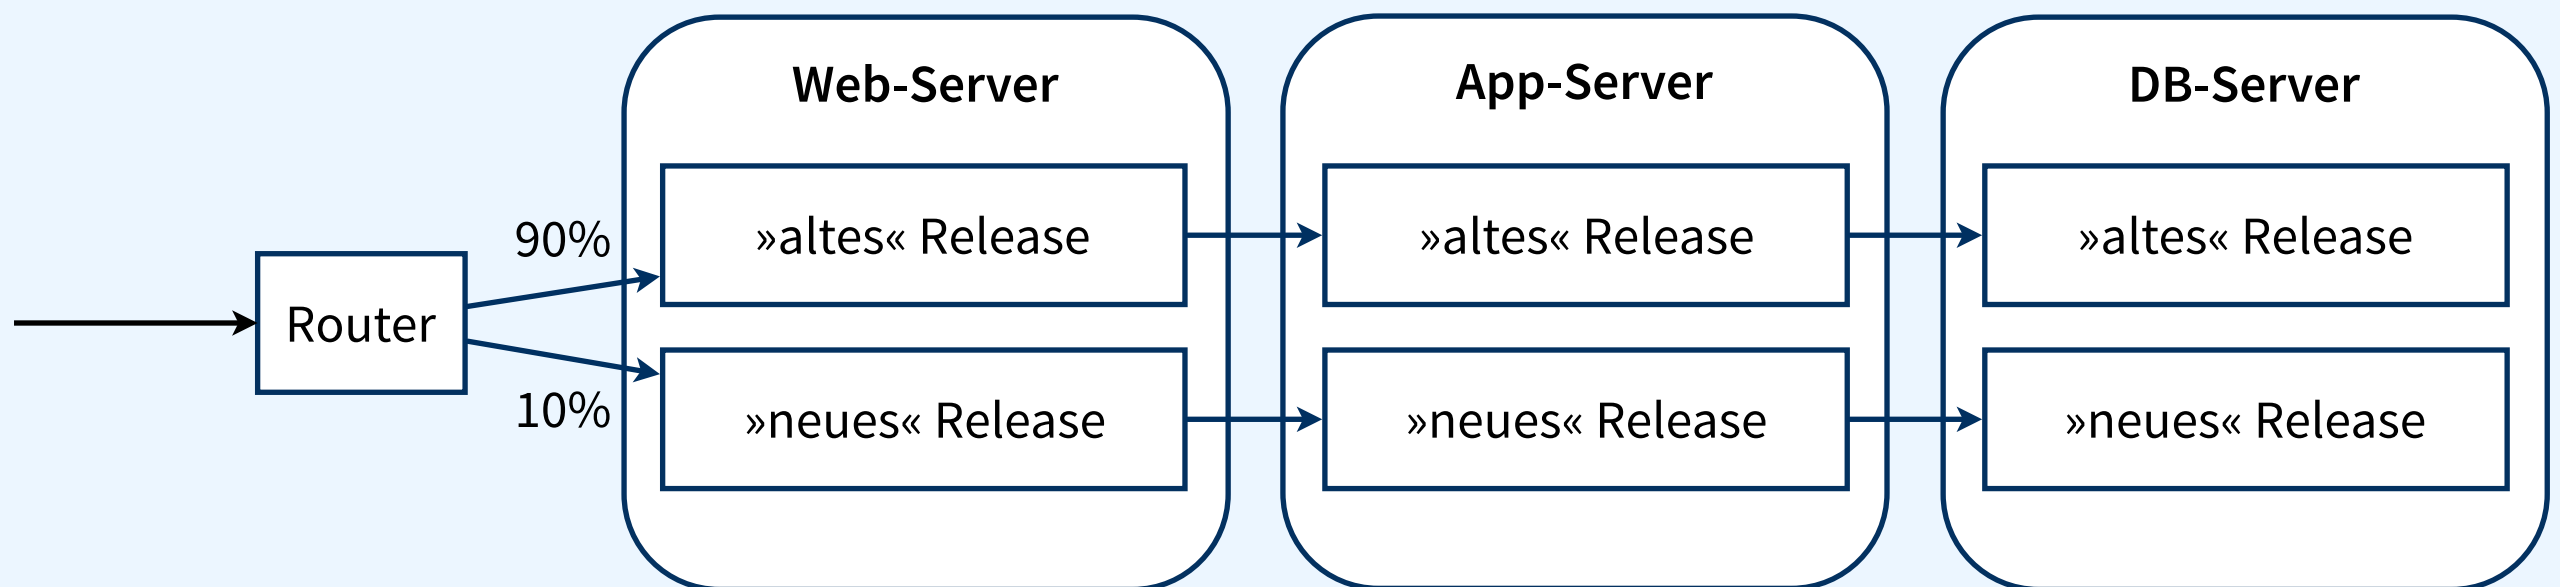 Web-Server
App-Server
DB-Server
90%
»altes« Release
»altes« Release
»altes« Release
Router
10%
»neues« Release
»neues« Release
»neues« Release